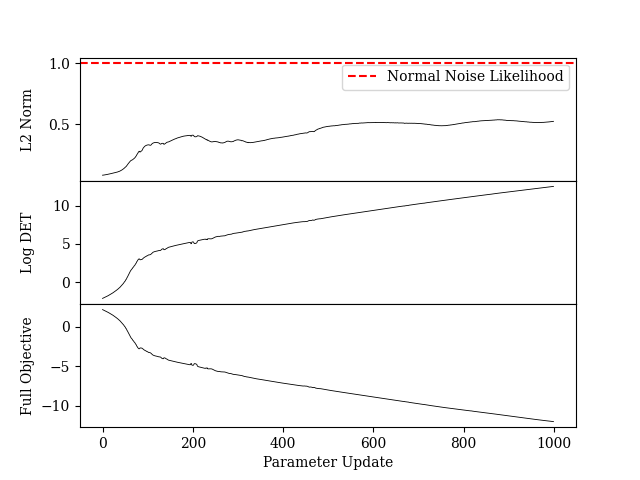 1.0
Normal Noise Likelihood
0.5
L2 Norm
10
5
0
Log DET
0
−5
−10
Full Objective
0 200 400 600 800 1000
Parameter Update